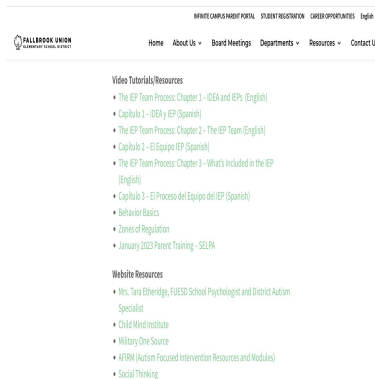 INFINITE CAMPUS PARENT PORTAL STUDENT REGISTRATION CAREER OPPORTUNITIES English
FALLBROOK UNION
ELEMENTARY SCHOOL DISTRICT
Home About Us Board Meetings Departments Resources Contact U
Video Tutorials/Resources
The IEP Team Process: Chapter 1 – IDEA and IEPs (English)
Capítulo 1 – IDEA y IEP (Spanish)
The IEP Team Process: Chapter 2 – The IEP Team (English)
Capítulo 2 – El Equipo IEP (Spanish)
The IEP Team Process: Chapter 3 – What's Included in the IEP
(English)
Capítulo 3 – El Proceso del Equipo del IEP (Spanish)
Behavior Basics
Zones of Regulation
January 2023 Parent Training – SELPA
Website Resources
Mrs. Tara Etheridge, FUESD School Psychologist and District Autism
Specialist
Child Mind Institute
Military One Source
AFIRM (Autism Focused Intervention Resources and Modules)
Social Thinking